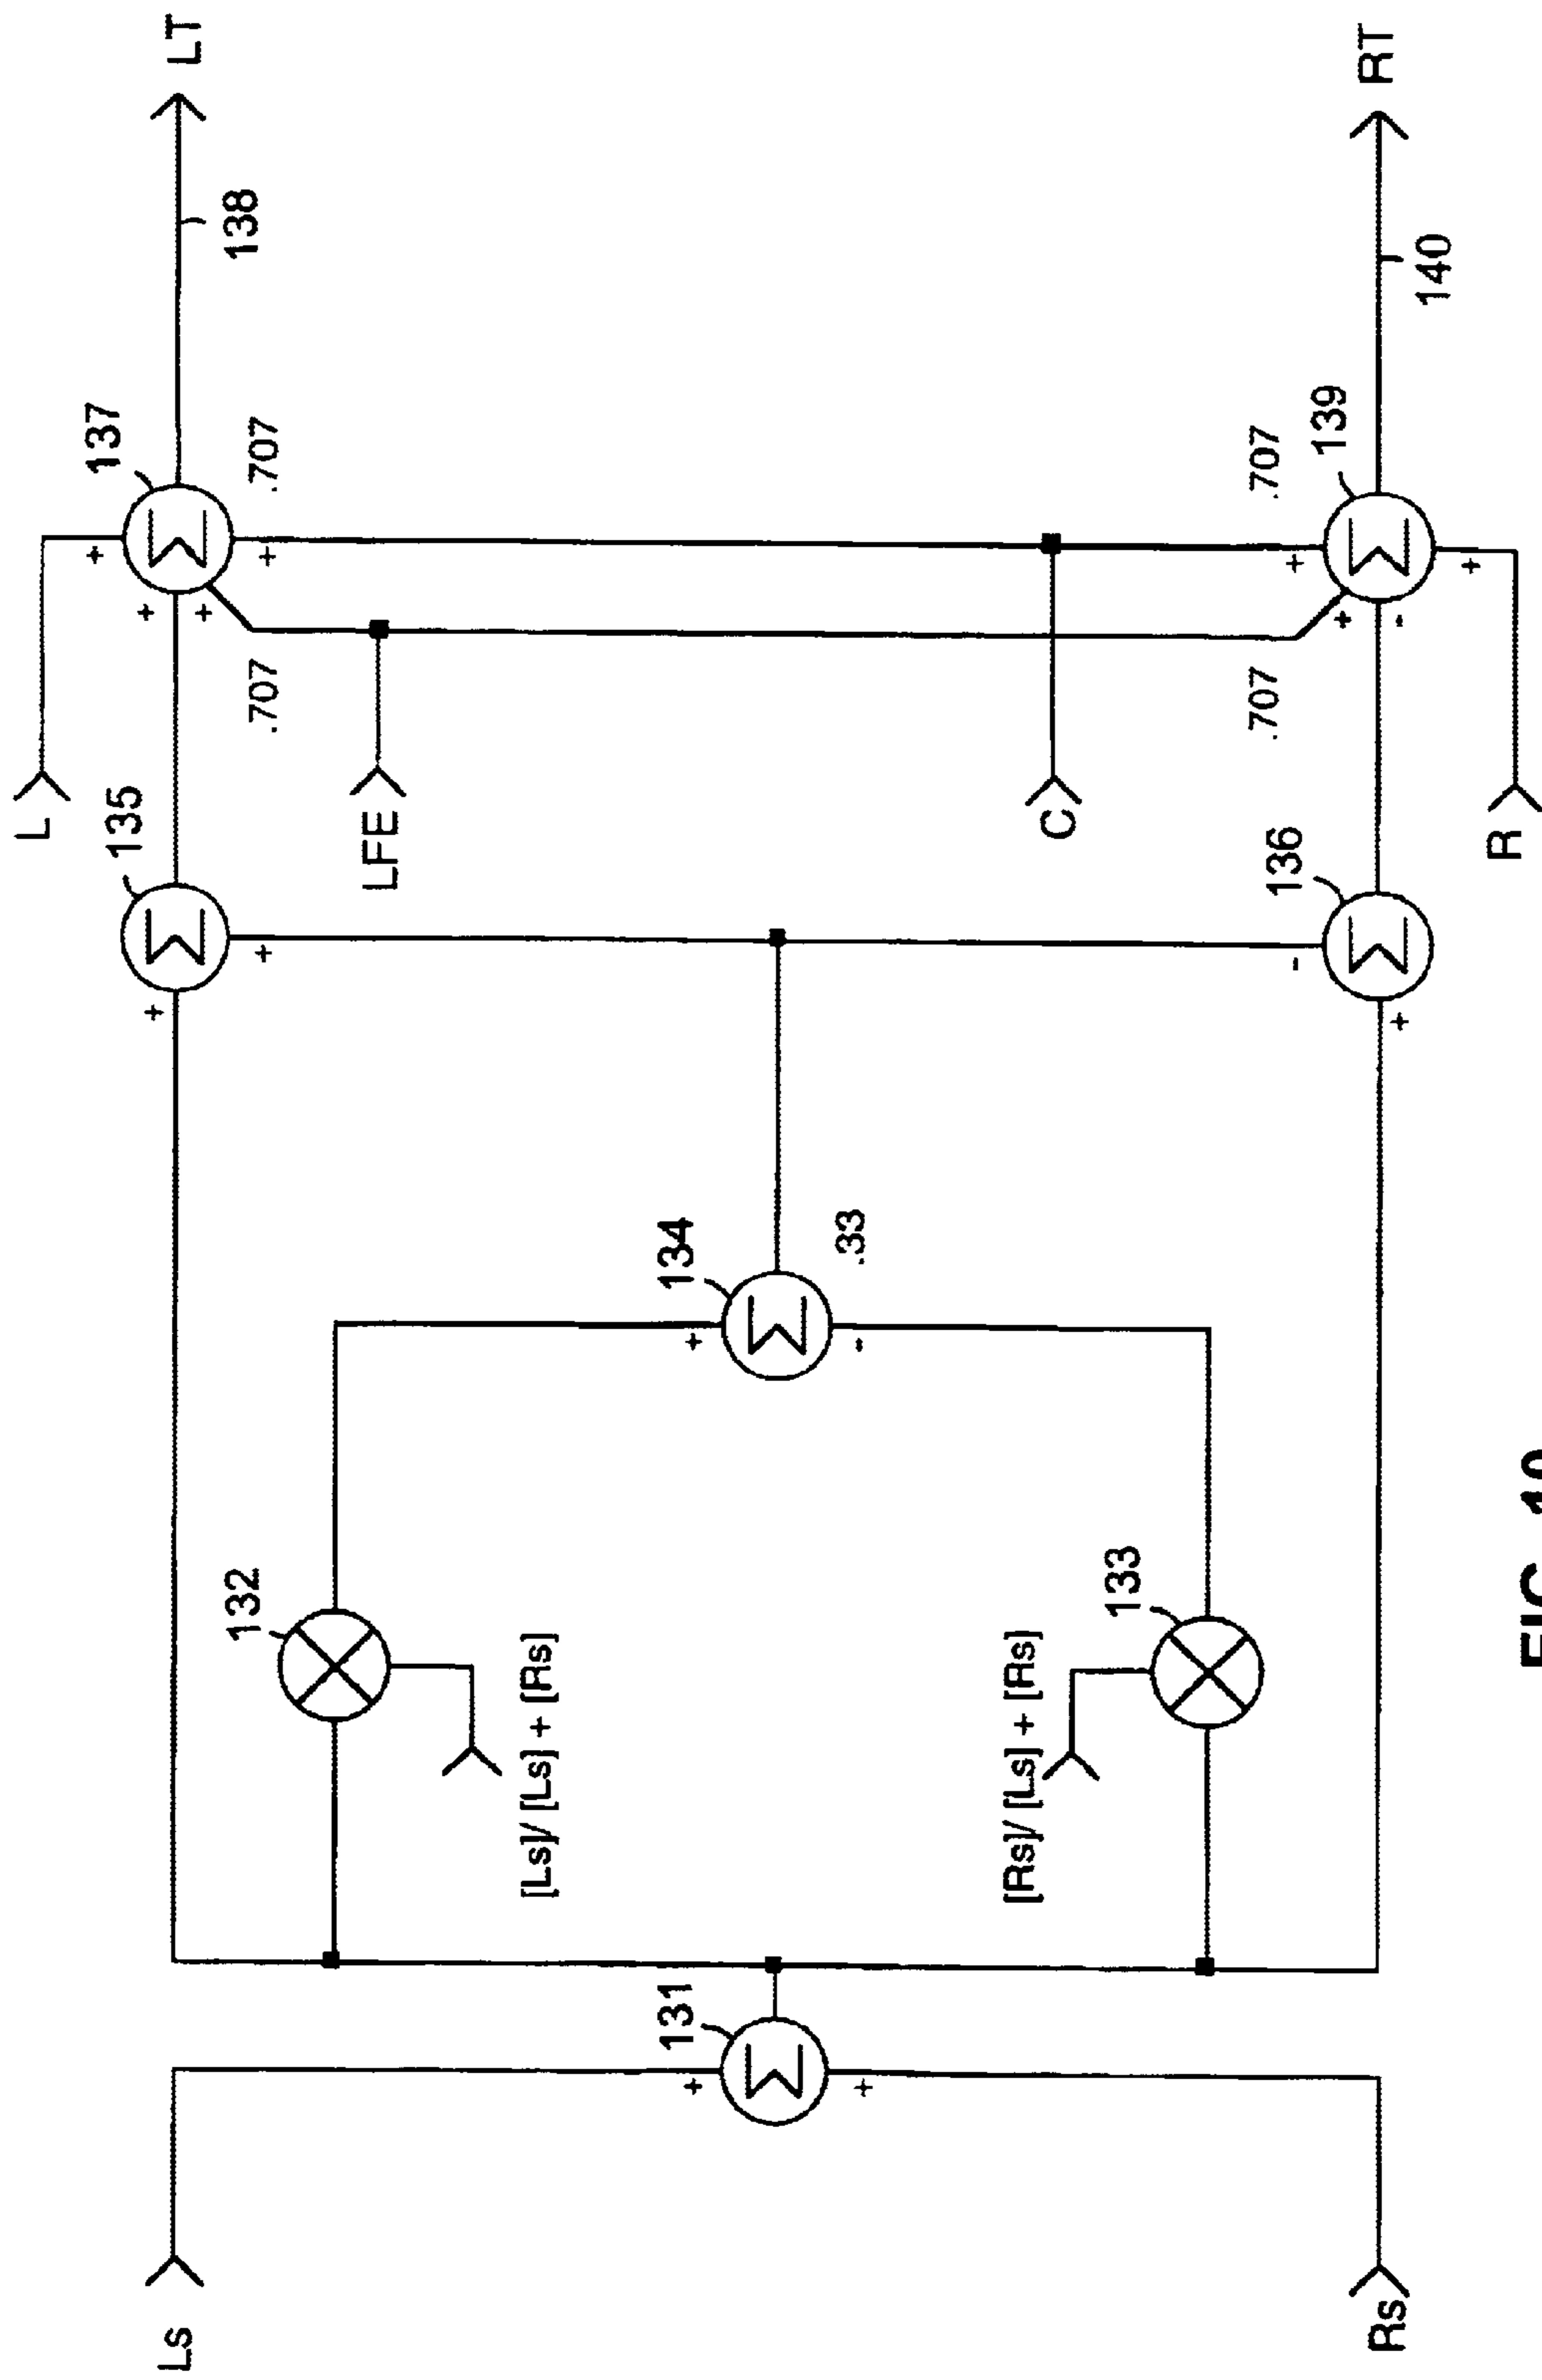 L
137
135
+
Ls
+ Σ + Σ LT
+
138
132
+ +
.707 .707
LFE
[Ls]/ [Ls] + [Rs]
134
131
+ +
Σ Σ
+ - .33
[Rs]/ [Ls] + [Rs]
C
133
.707 .707
136
- +
139
+
Rs Σ Σ RT
+ -
140
+
R
FIG.